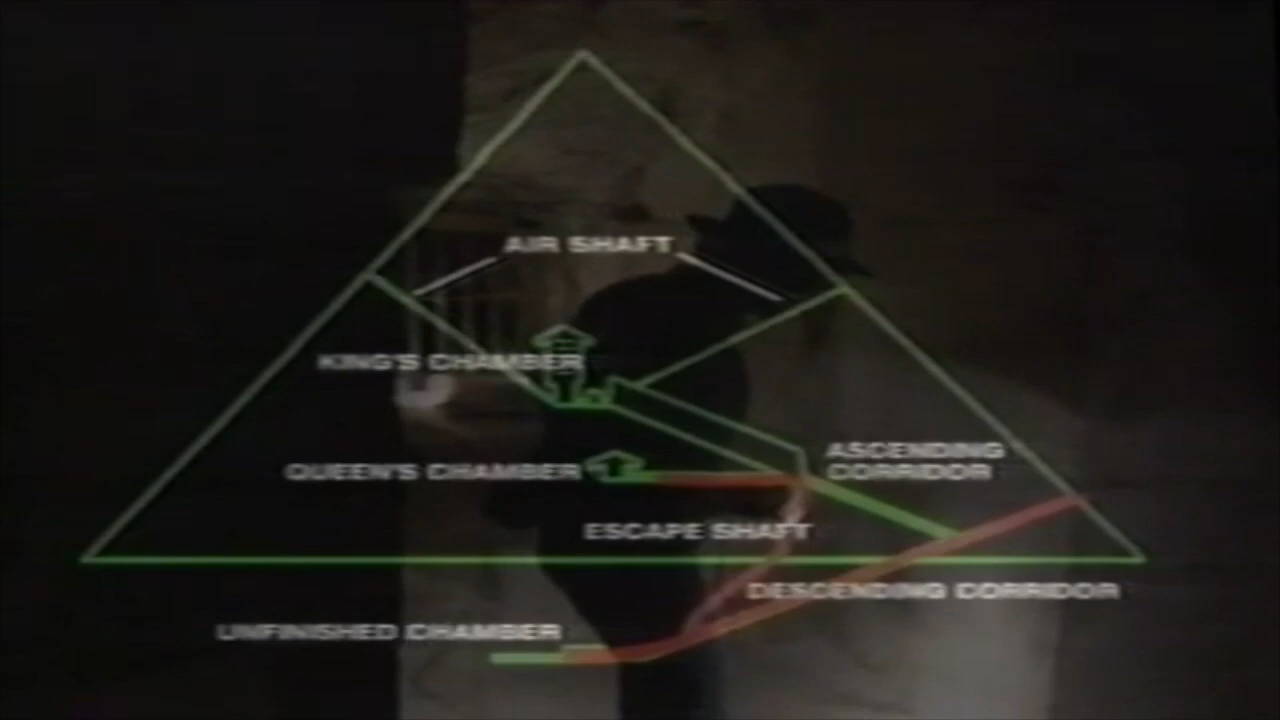 AIR SHAFT
KING'S CHAMBER
ASCENDING
CORRIDOR
QUEEN'S CHAMBER
ESCAPE SHAFT
DESCENDING CORRIDOR
UNFINISHED CHAMBER